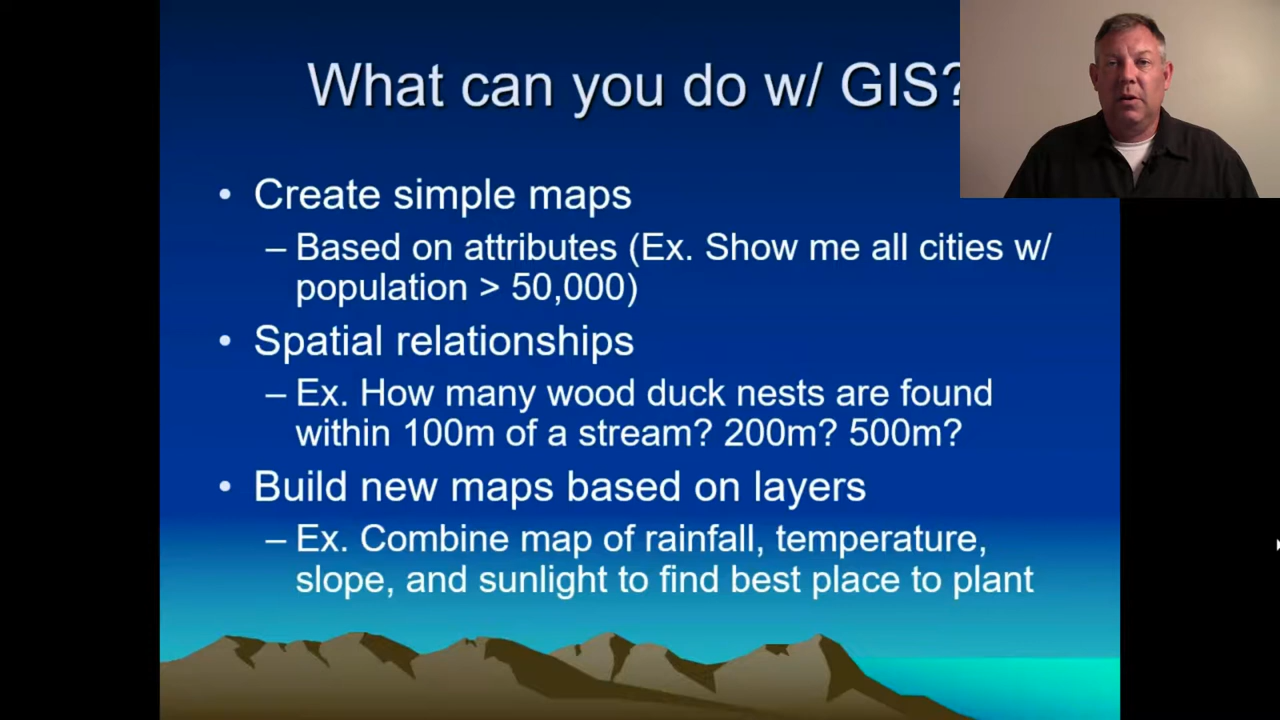 What can you do w/ GIS?
• Create simple maps
– Based on attributes (Ex. Show me all cities w/
population > 50,000)
• Spatial relationships
– Ex. How many wood duck nests are found
within 100m of a stream? 200m? 500m?
• Build new maps based on layers
– Ex. Combine map of rainfall, temperature,
slope, and sunlight to find best place to plant